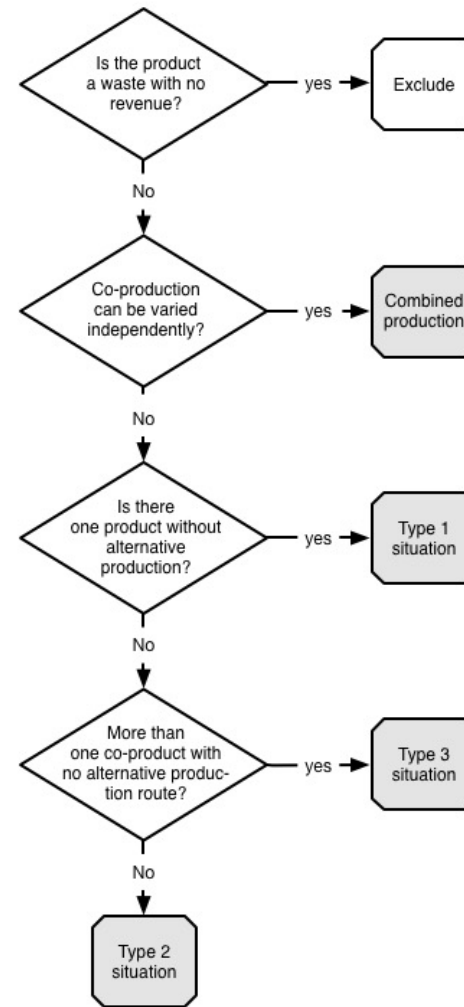 Is the product
a waste with no
revenue?
yes
Exclude
No
Co-production
can be varied
independently?
yes
Combined
production
No
Is there
one product without
alternative
production?
yes
Type 1
situation
No
More than
one co-product with
no alternative produc-
tion route?
yes
Type 3
situation
No
Type 2
situation